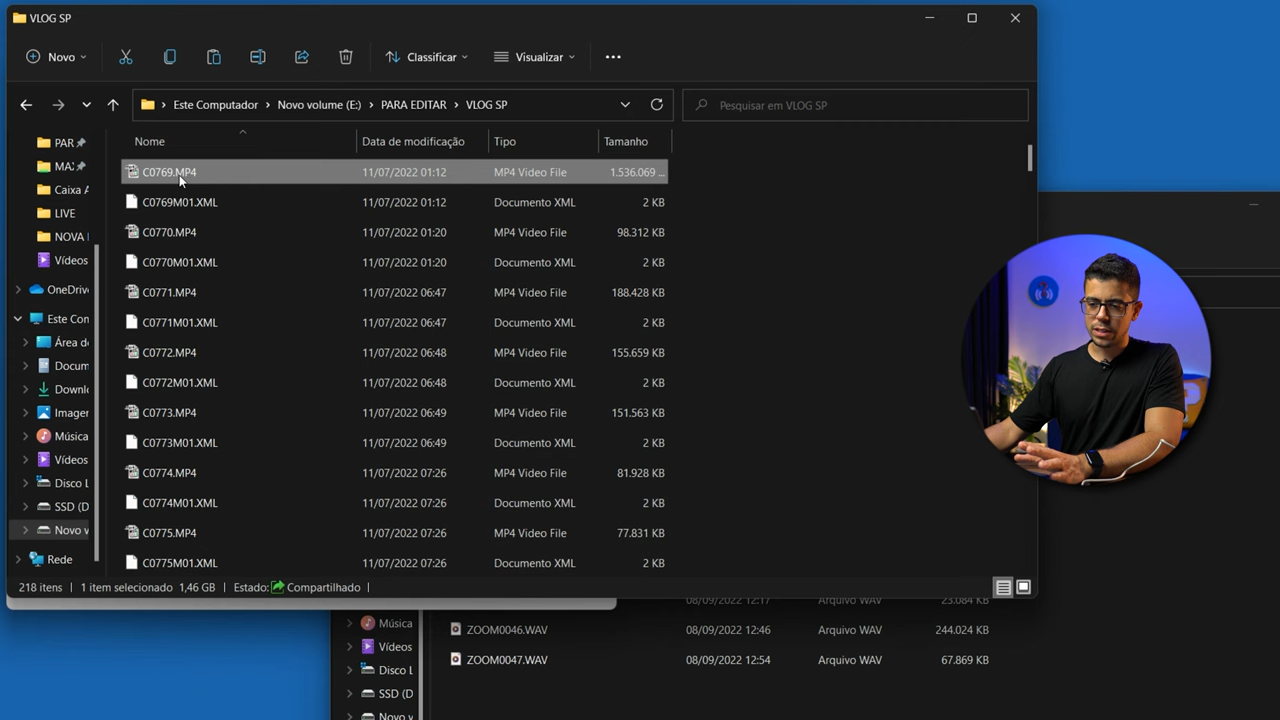 VLOG SP
Novo
Classificar
Visualizar
Este Computador > Novo volume (E:) > PARA EDITAR > VLOG SP
Pesquisar em VLOG SP
Nome Data de modificação Tipo Tamanho
C0769.MP4 11/07/2022 01:12 MP4 Video File 1.536.069 ...
C0769M01.XML 11/07/2022 01:12 Documento XML 2 KB
C0770.MP4 11/07/2022 01:20 MP4 Video File 98.312 KB
C0770M01.XML 11/07/2022 01:20 Documento XML 2 KB
C0771.MP4 11/07/2022 06:47 MP4 Video File 188.428 KB
C0771M01.XML 11/07/2022 06:47 Documento XML 2 KB
C0772.MP4 11/07/2022 06:48 MP4 Video File 155.659 KB
C0772M01.XML 11/07/2022 06:48 Documento XML 2 KB
C0773.MP4 11/07/2022 06:49 MP4 Video File 151.563 KB
C0773M01.XML 11/07/2022 06:49 Documento XML 2 KB
C0774.MP4 11/07/2022 07:26 MP4 Video File 81.928 KB
C0774M01.XML 11/07/2022 07:26 Documento XML 2 KB
C0775.MP4 11/07/2022 07:26 MP4 Video File 77.831 KB
C0775M01.XML 11/07/2022 07:26 Documento XML 2 KB
PAR
MA
Caixa A
LIVE
NOVA
Vídeos
OneDriv
Este Con
Área de
Docum
Downl
Imagen
Música
Vídeos
Disco L
SSD (D
Novo v
Rede
218 itens | 1 item selecionado 1,46 GB | Estado: Compartilhado |
08/09/2022 12:17 Arquivo WAV 23.084 KB
ZOOM0046.WAV 08/09/2022 12:46 Arquivo WAV 244.024 KB
ZOOM0047.WAV 08/09/2022 12:54 Arquivo WAV 67.869 KB
Música
Vídeos
Disco L
SSD (D
Novo v